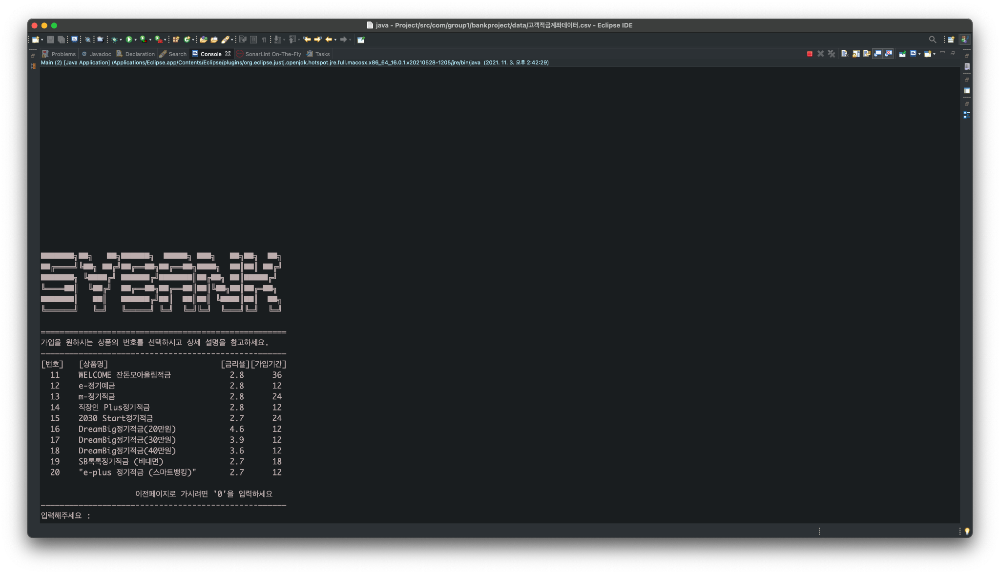 java - Project/src/com/group1/bankproject/data/고객적금계좌데이터.csv - Eclipse IDE
Problems @ Javadoc Declaration Search Console SonarLint On-The-Fly Tasks
Main (2) [Java Application] /Applications/Eclipse.app/Contents/Eclipse/plugins/org.eclipse.justj.openjdk.hotspot.jre.full.macosx.x86_64_16.0.1.v20210528-1205/jre/bin/java (2021. 11. 3. 오후 2:42:29)
SYBANK
====================================================
가입을 원하시는 상품의 번호를 선택하시고 상세 설명을 참고하세요.
----------------------------------------------------
[번호] [상품명] [금리율][가입기간]
11 WELCOME 잔돈모아올림적금 2.8 36
12 e-정기예금 2.8 12
13 m-정기적금 2.8 24
14 직장인 Plus정기적금 2.8 12
15 2030 Start정기적금 2.7 24
16 DreamBig정기적금(20만원) 4.6 12
17 DreamBig정기적금(30만원) 3.9 12
18 DreamBig정기적금(40만원) 3.6 12
19 SB톡톡정기적금 (비대면) 2.7 18
20 "e-plus 정기적금 (스마트뱅킹)" 2.7 12
이전페이지로 가시려면 '0'을 입력하세요
----------------------------------------------------
입력해주세요 :